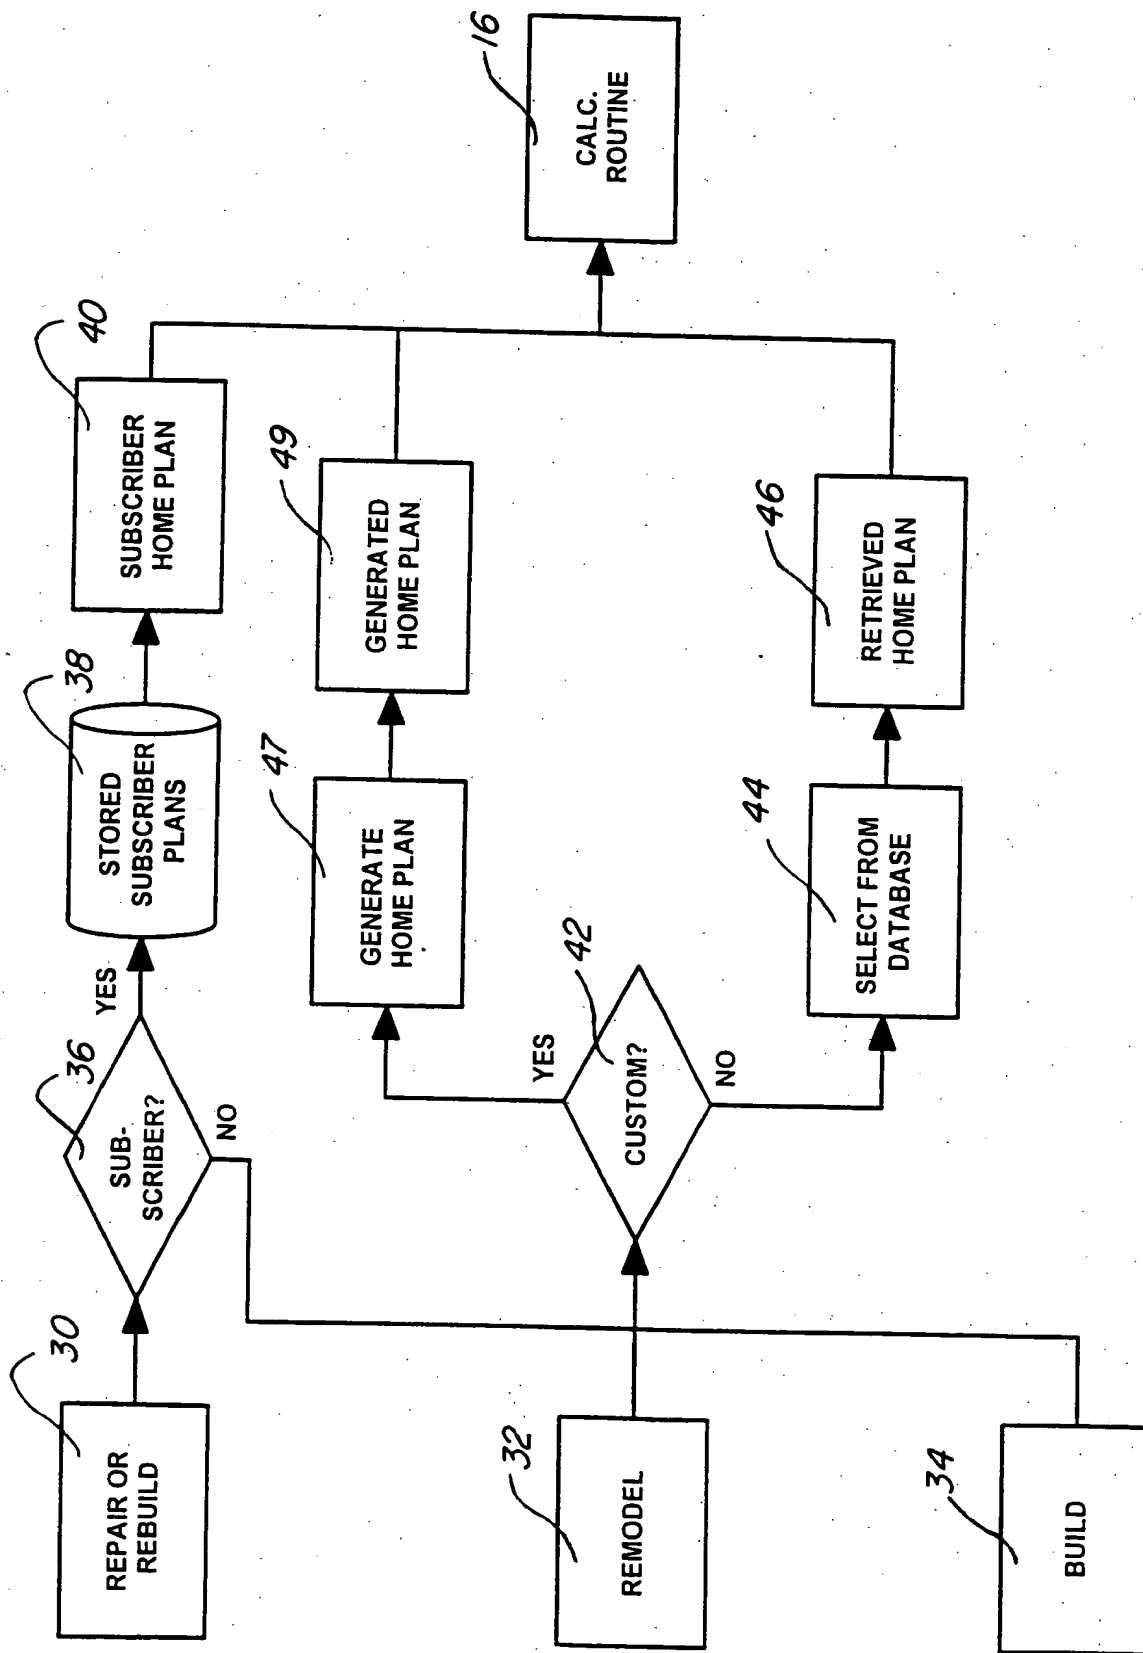 30
REPAIR OR
REBUILD
36
SUB-
SCRIBER?
YES
NO
38
STORED
SUBSCRIBER
PLANS
40
SUBSCRIBER
HOME PLAN
32
REMODEL
42
CUSTOM?
YES
NO
47
GENERATE
HOME PLAN
49
GENERATED
HOME PLAN
16
CALC.
ROUTINE
34
BUILD
44
SELECT FROM
DATABASE
46
RETRIEVED
HOME PLAN